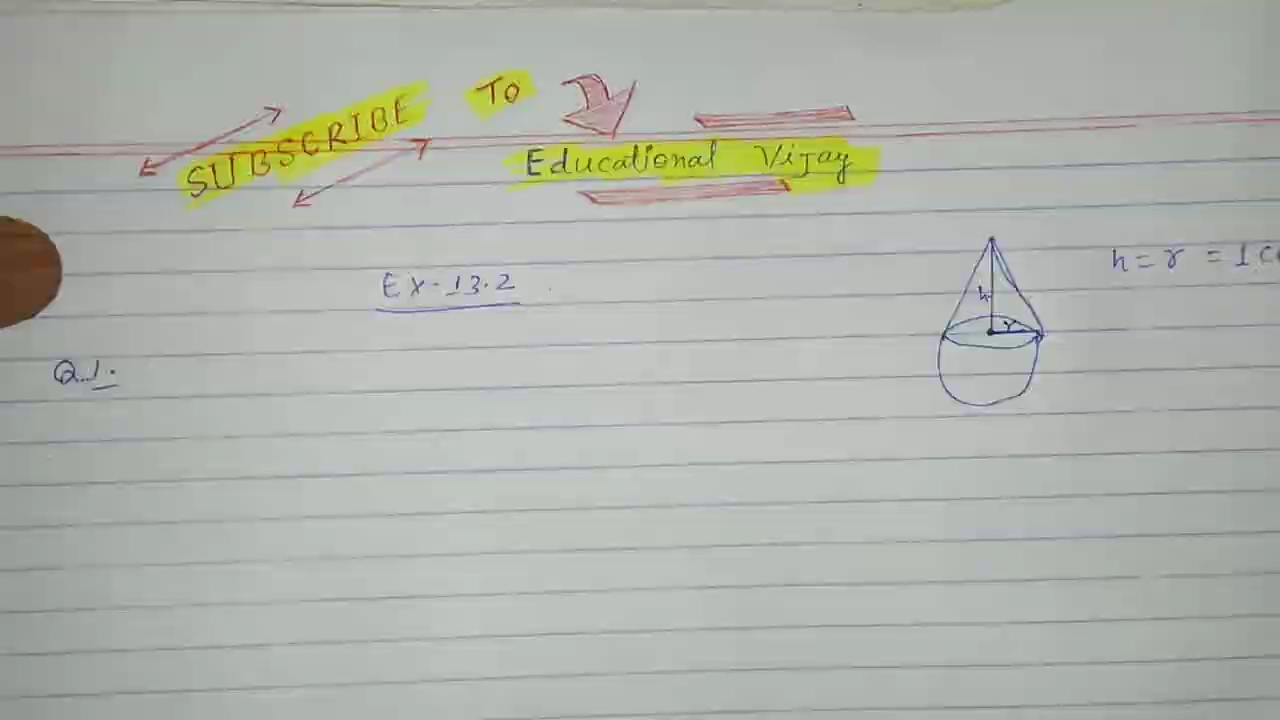 SUBSCRIBE TO
Educational Vijay
Ex-13.2
h = r = 1 c
h
r
Q.1.